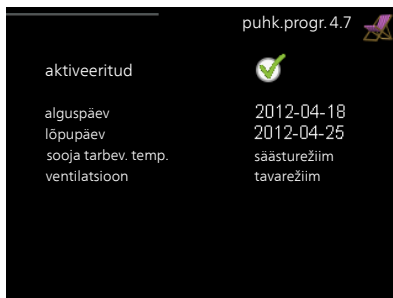 puhk.progr. 4.7
aktiveeritud
alguspäev 2012-04-18
lõpupäev 2012-04-25
sooja tarbev. temp. säästurežiim
ventilatsioon tavarežiim